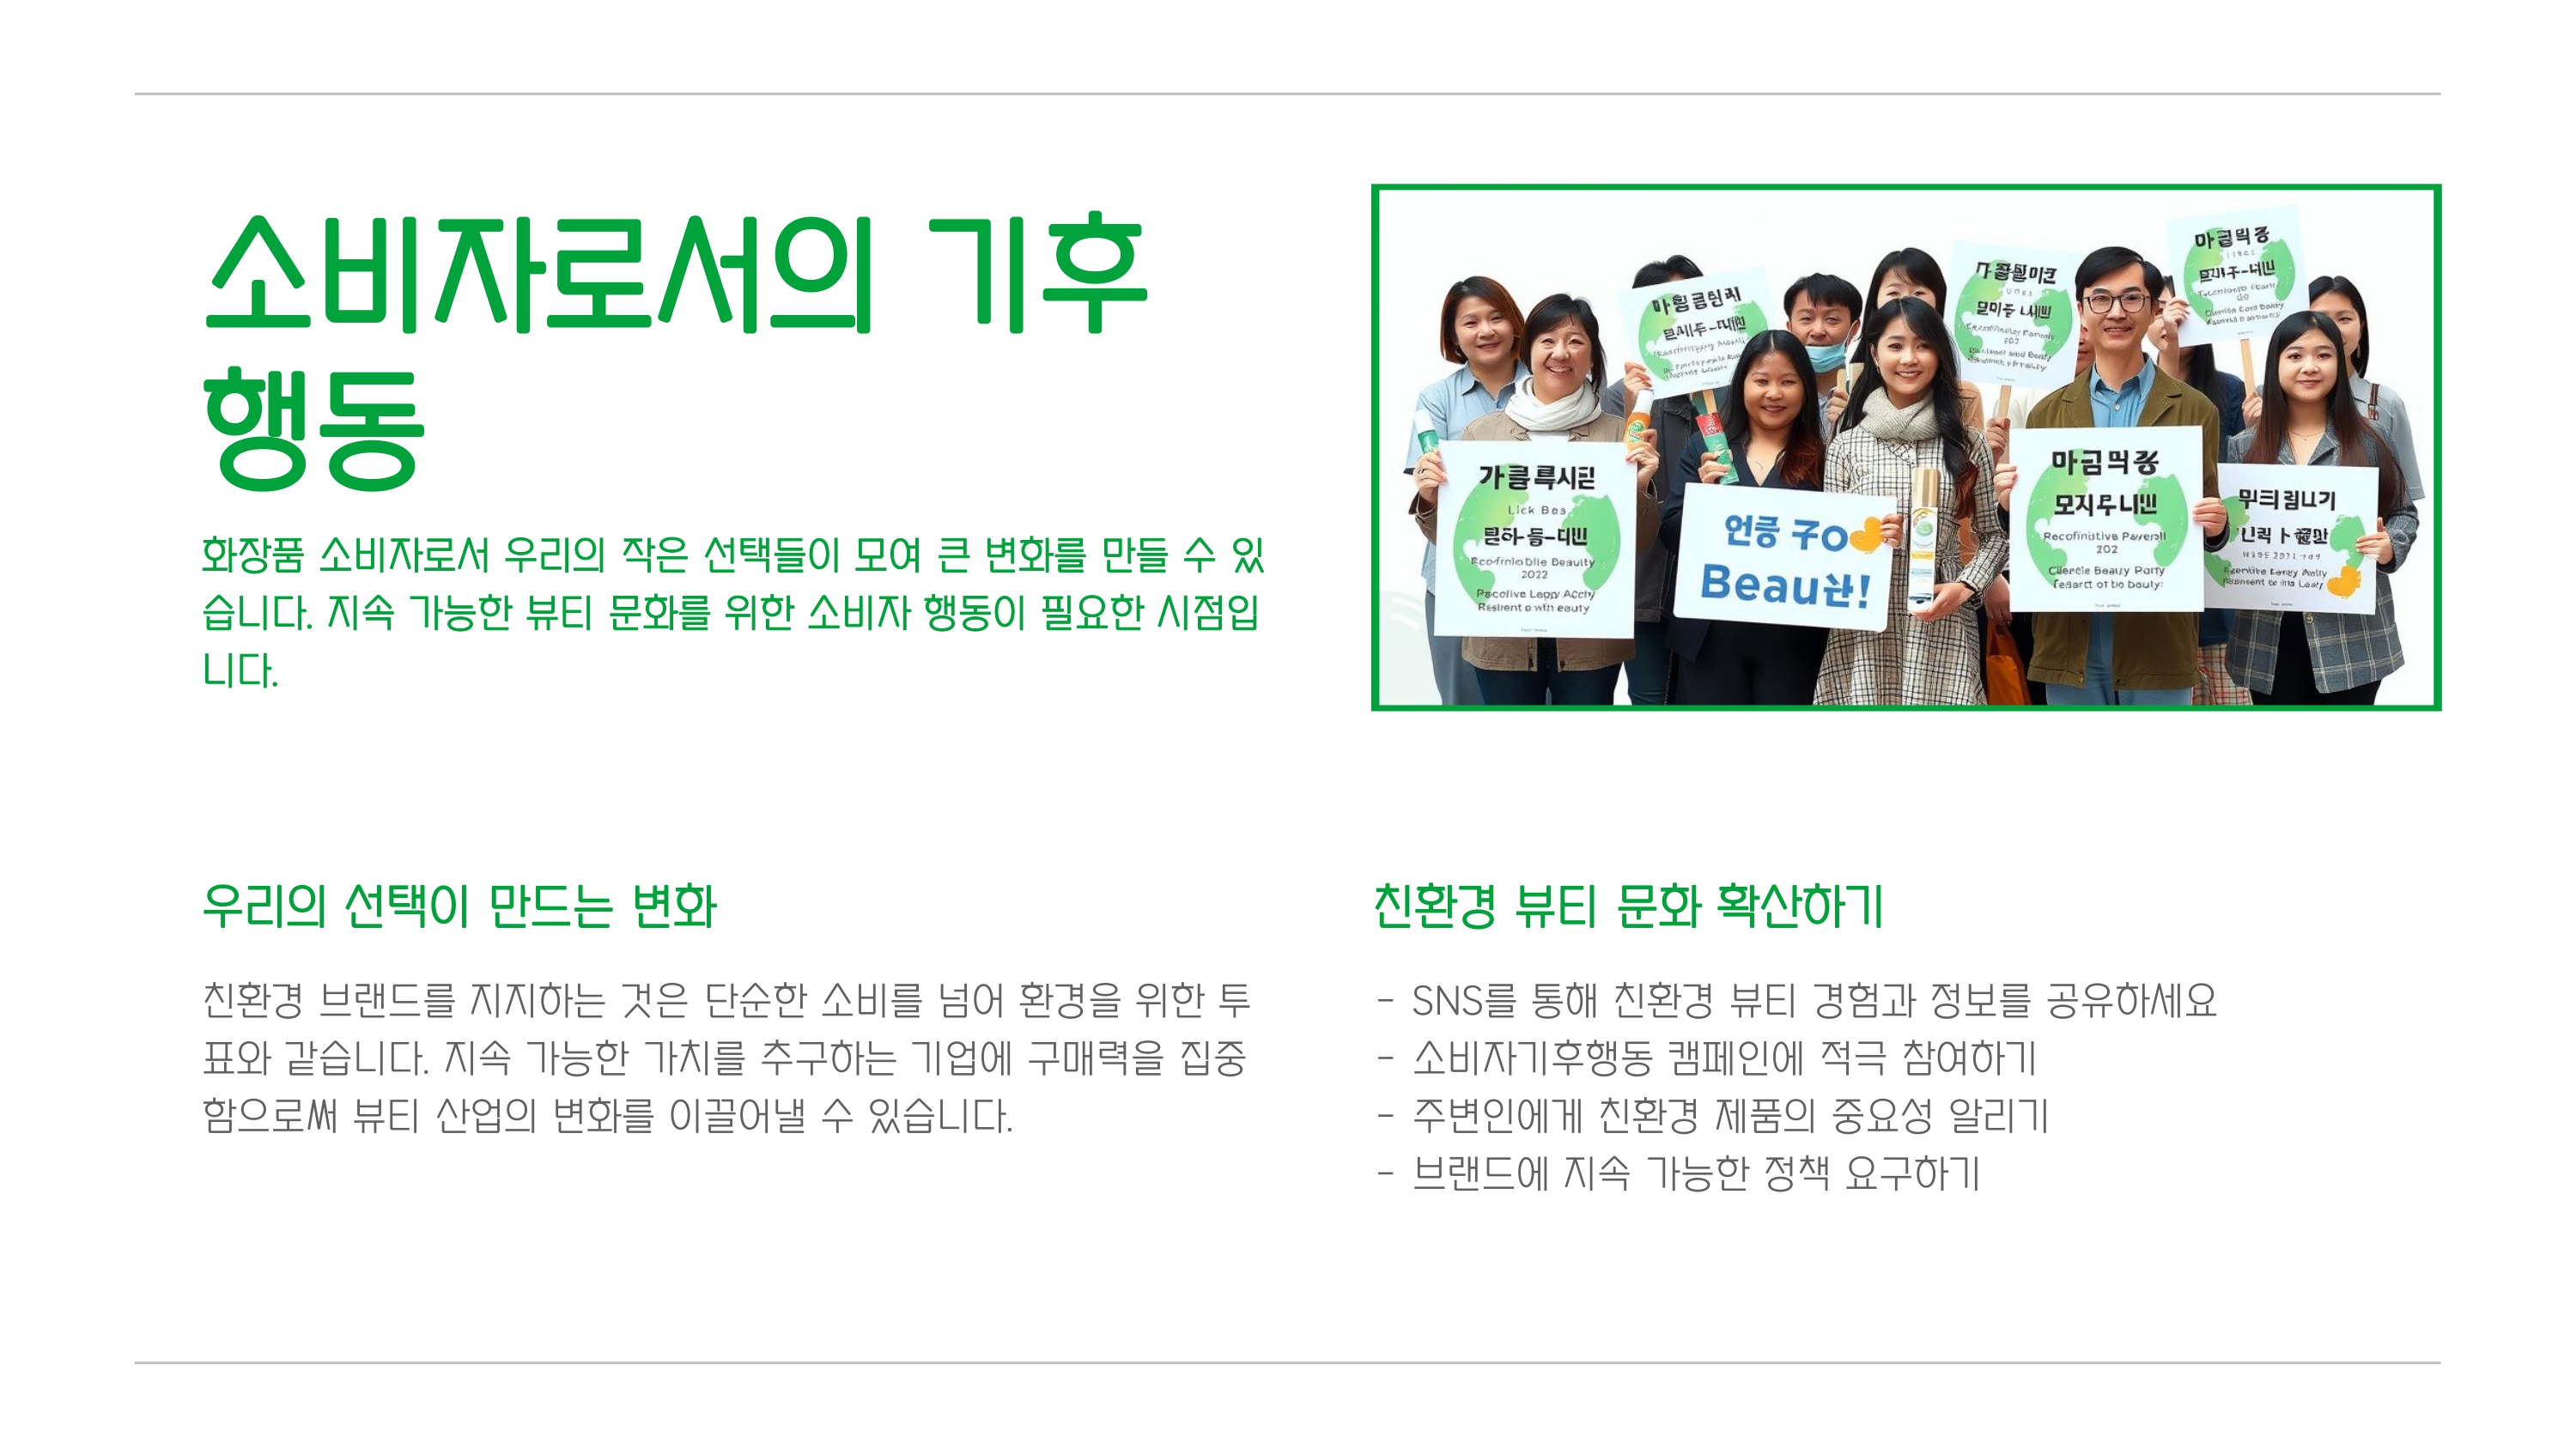 소비자로서의 기후
행동
화장품 소비자로서 우리의 작은 선택들이 모여 큰 변화를 만들 수 있
습니다. 지속 가능한 뷰티 문화를 위한 소비자 행동이 필요한 시점입
니다.
우리의 선택이 만드는 변화
친환경 브랜드를 지지하는 것은 단순한 소비를 넘어 환경을 위한 투
표와 같습니다. 지속 가능한 가치를 추구하는 기업에 구매력을 집중
함으로써 뷰티 산업의 변화를 이끌어낼 수 있습니다.
친환경 뷰티 문화 확산하기
- SNS를 통해 친환경 뷰티 경험과 정보를 공유하세요
- 소비자기후행동 캠페인에 적극 참여하기
- 주변인에게 친환경 제품의 중요성 알리기
- 브랜드에 지속 가능한 정책 요구하기